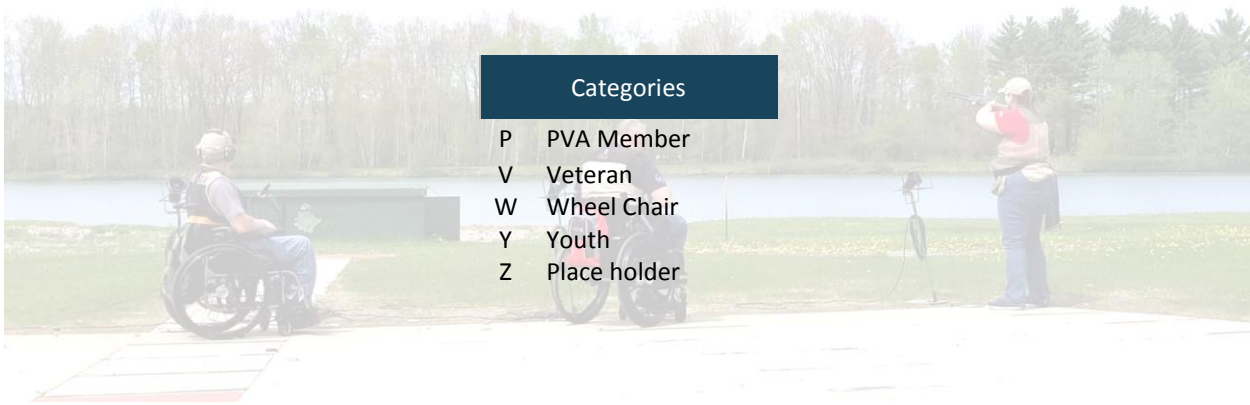 Categories
P PVA Member
V Veteran
W Wheel Chair
Y Youth
Z Place holder